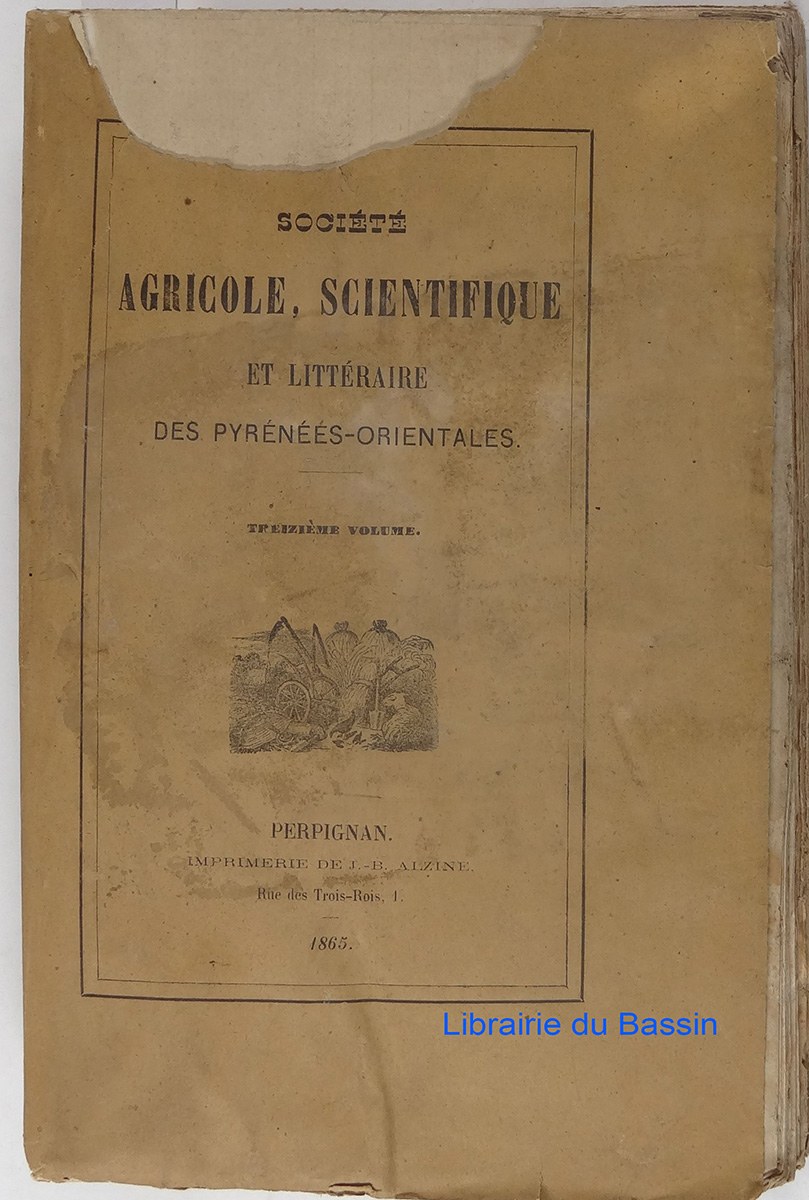 SOCIÉTÉ
AGRICOLE, SCIENTIFIQUE
ET LITTÉRAIRE
DES PYRÉNÉÉS-ORIENTALES.
TREIZIÈME VOLUME.
PERPIGNAN.
IMPRIMERIE DE J.-B. ALZINE.
Rue des Trois-Rois, 1.
1865.
Librairie du Bassin